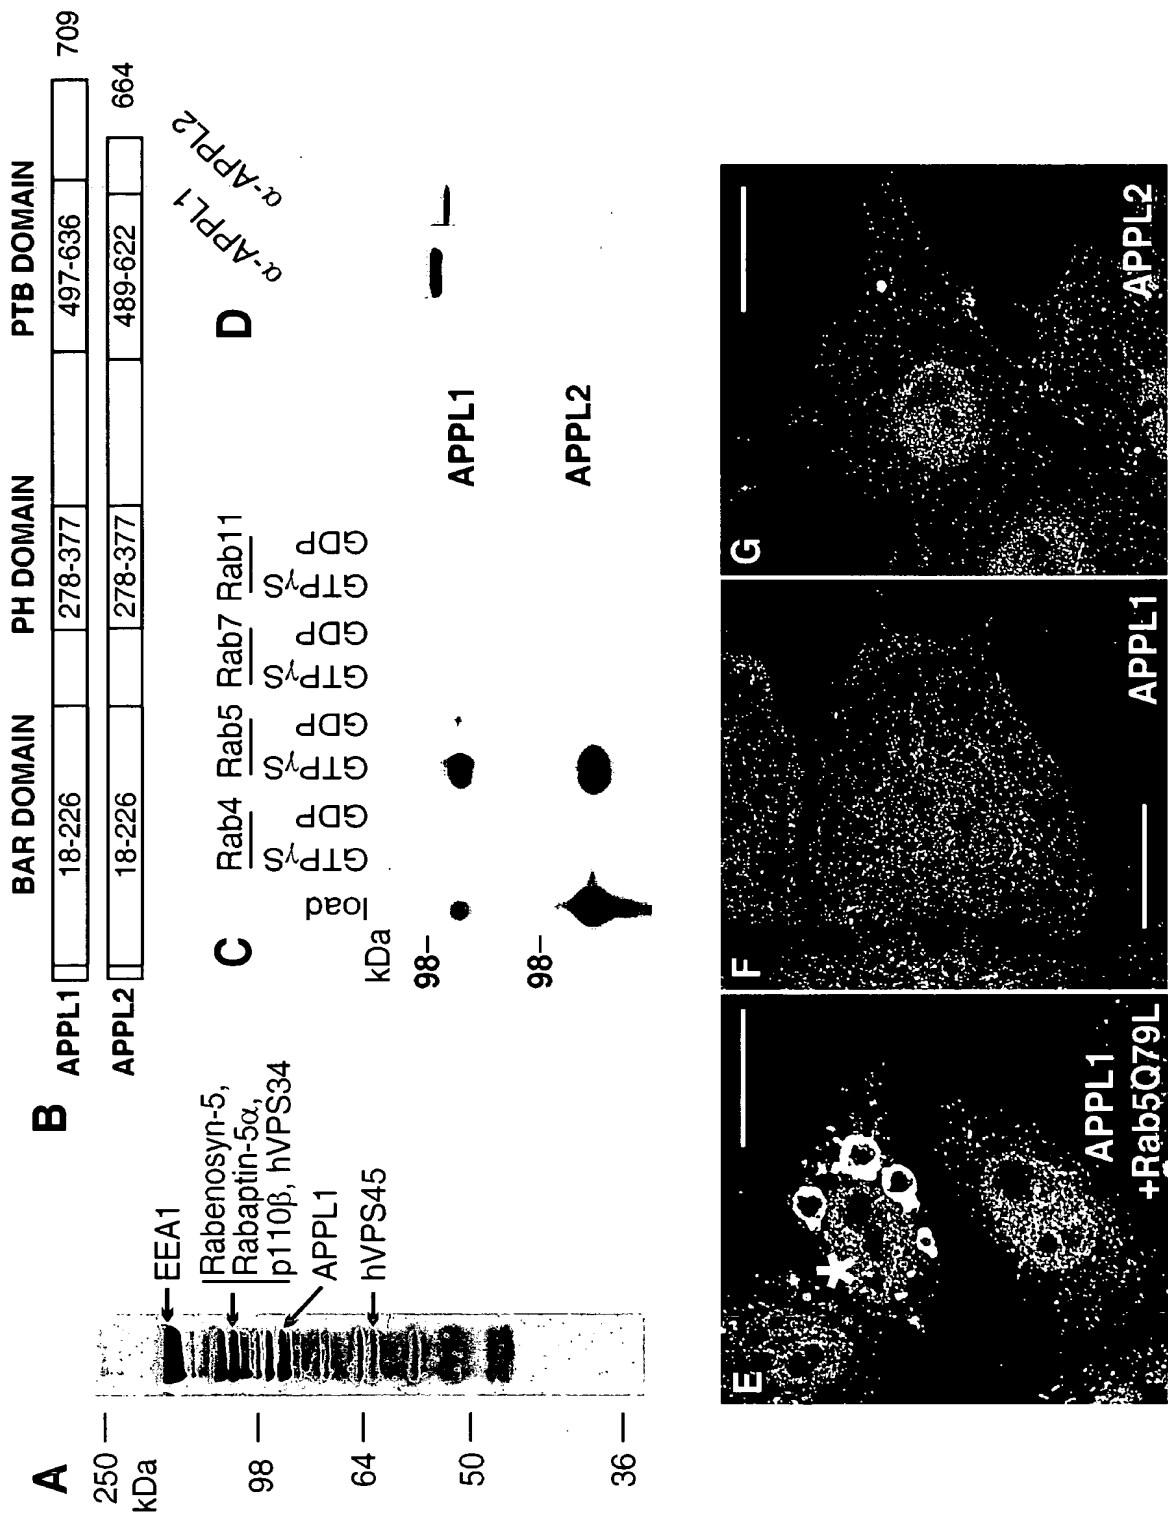 A
250
kDa
98
64
50
36
EEA1
Rabenosyn-5,
Rabaptin-5α,
p110β, hVPS34
APPL1
hVPS45
B
BAR DOMAIN PH DOMAIN PTB DOMAIN
APPL1 18-226 278-377 497-636 709
APPL2 18-226 278-377 489-622 664
C
Rab4 Rab5 Rab7 Rab11
load GTPγS GDP GTPγS GDP GTPγS GDP GTPγS GDP
kDa
98– APPL1
98– APPL2
D
α-APPL1 α-APPL2
E
APPL1
+Rab5Q79L
F
APPL1
G
APPL2